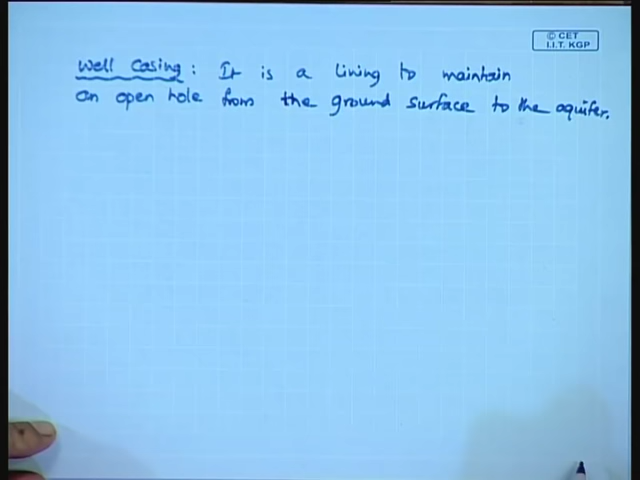 © CET
I.I.T. KGP
Well Casing: It is a lining to maintain
an open hole from the ground surface to the aquifer.